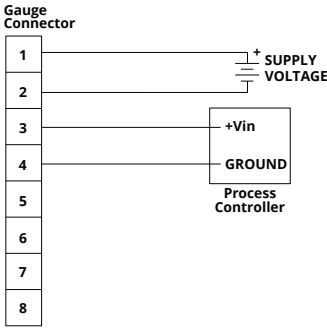 Gauge
Connector
1
+
SUPPLY
VOLTAGE
2
3
+Vin
4
GROUND
5
Process
Controller
6
7
8